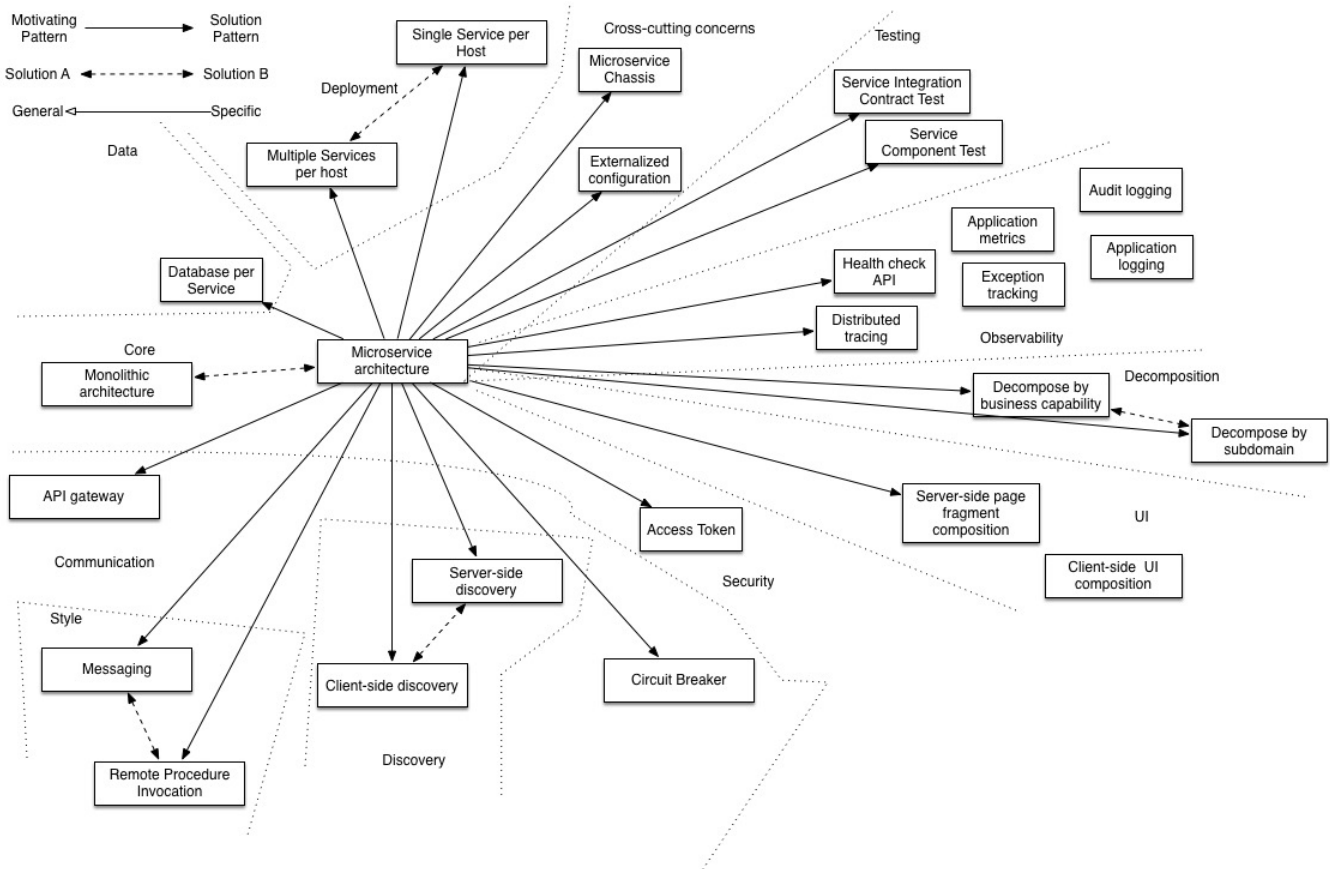 Motivating
Pattern
Solution
Pattern
Solution A
Solution B
General
Specific
Data
Deployment
Single Service per
Host
Multiple Services
per host
Cross-cutting concerns
Microservice
Chassis
Externalized
configuration
Testing
Service Integration
Contract Test
Service
Component Test
Audit logging
Application
metrics
Application
logging
Health check
API
Exception
tracking
Distributed
tracing
Observability
Database per
Service
Core
Monolithic
architecture
Microservice
architecture
Decomposition
Decompose by
business capability
Decompose by
subdomain
API gateway
Access Token
Server-side page
fragment
composition
UI
Client-side UI
composition
Communication
Server-side
discovery
Security
Style
Messaging
Client-side discovery
Circuit Breaker
Discovery
Remote Procedure
Invocation